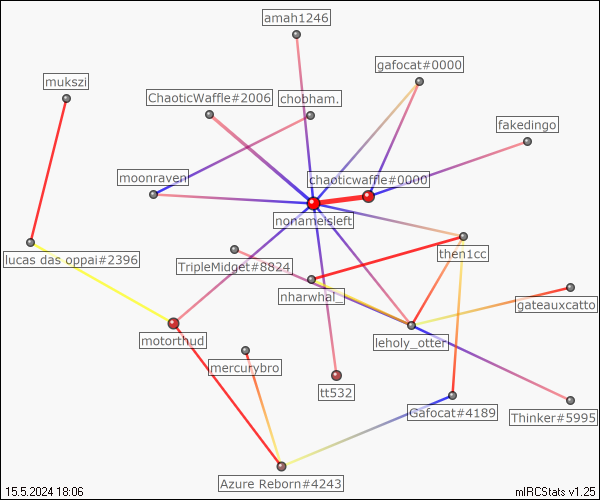 amah1246
gafocat#0000
mukszi
ChaoticWaffle#2006
chobham.
fakedingo
moonraven
chaoticwaffle#0000
nonameisleft
then1cc
lucas das oppai#2396
TripleMidget#8824
nharwhal_
gateauxcatto
motorthud
leholy_otter
mercurybro
tt532
Gafocat#4189
Thinker#5995
Azure Reborn#4243
15.5.2024 18:06
mIRCStats v1.25